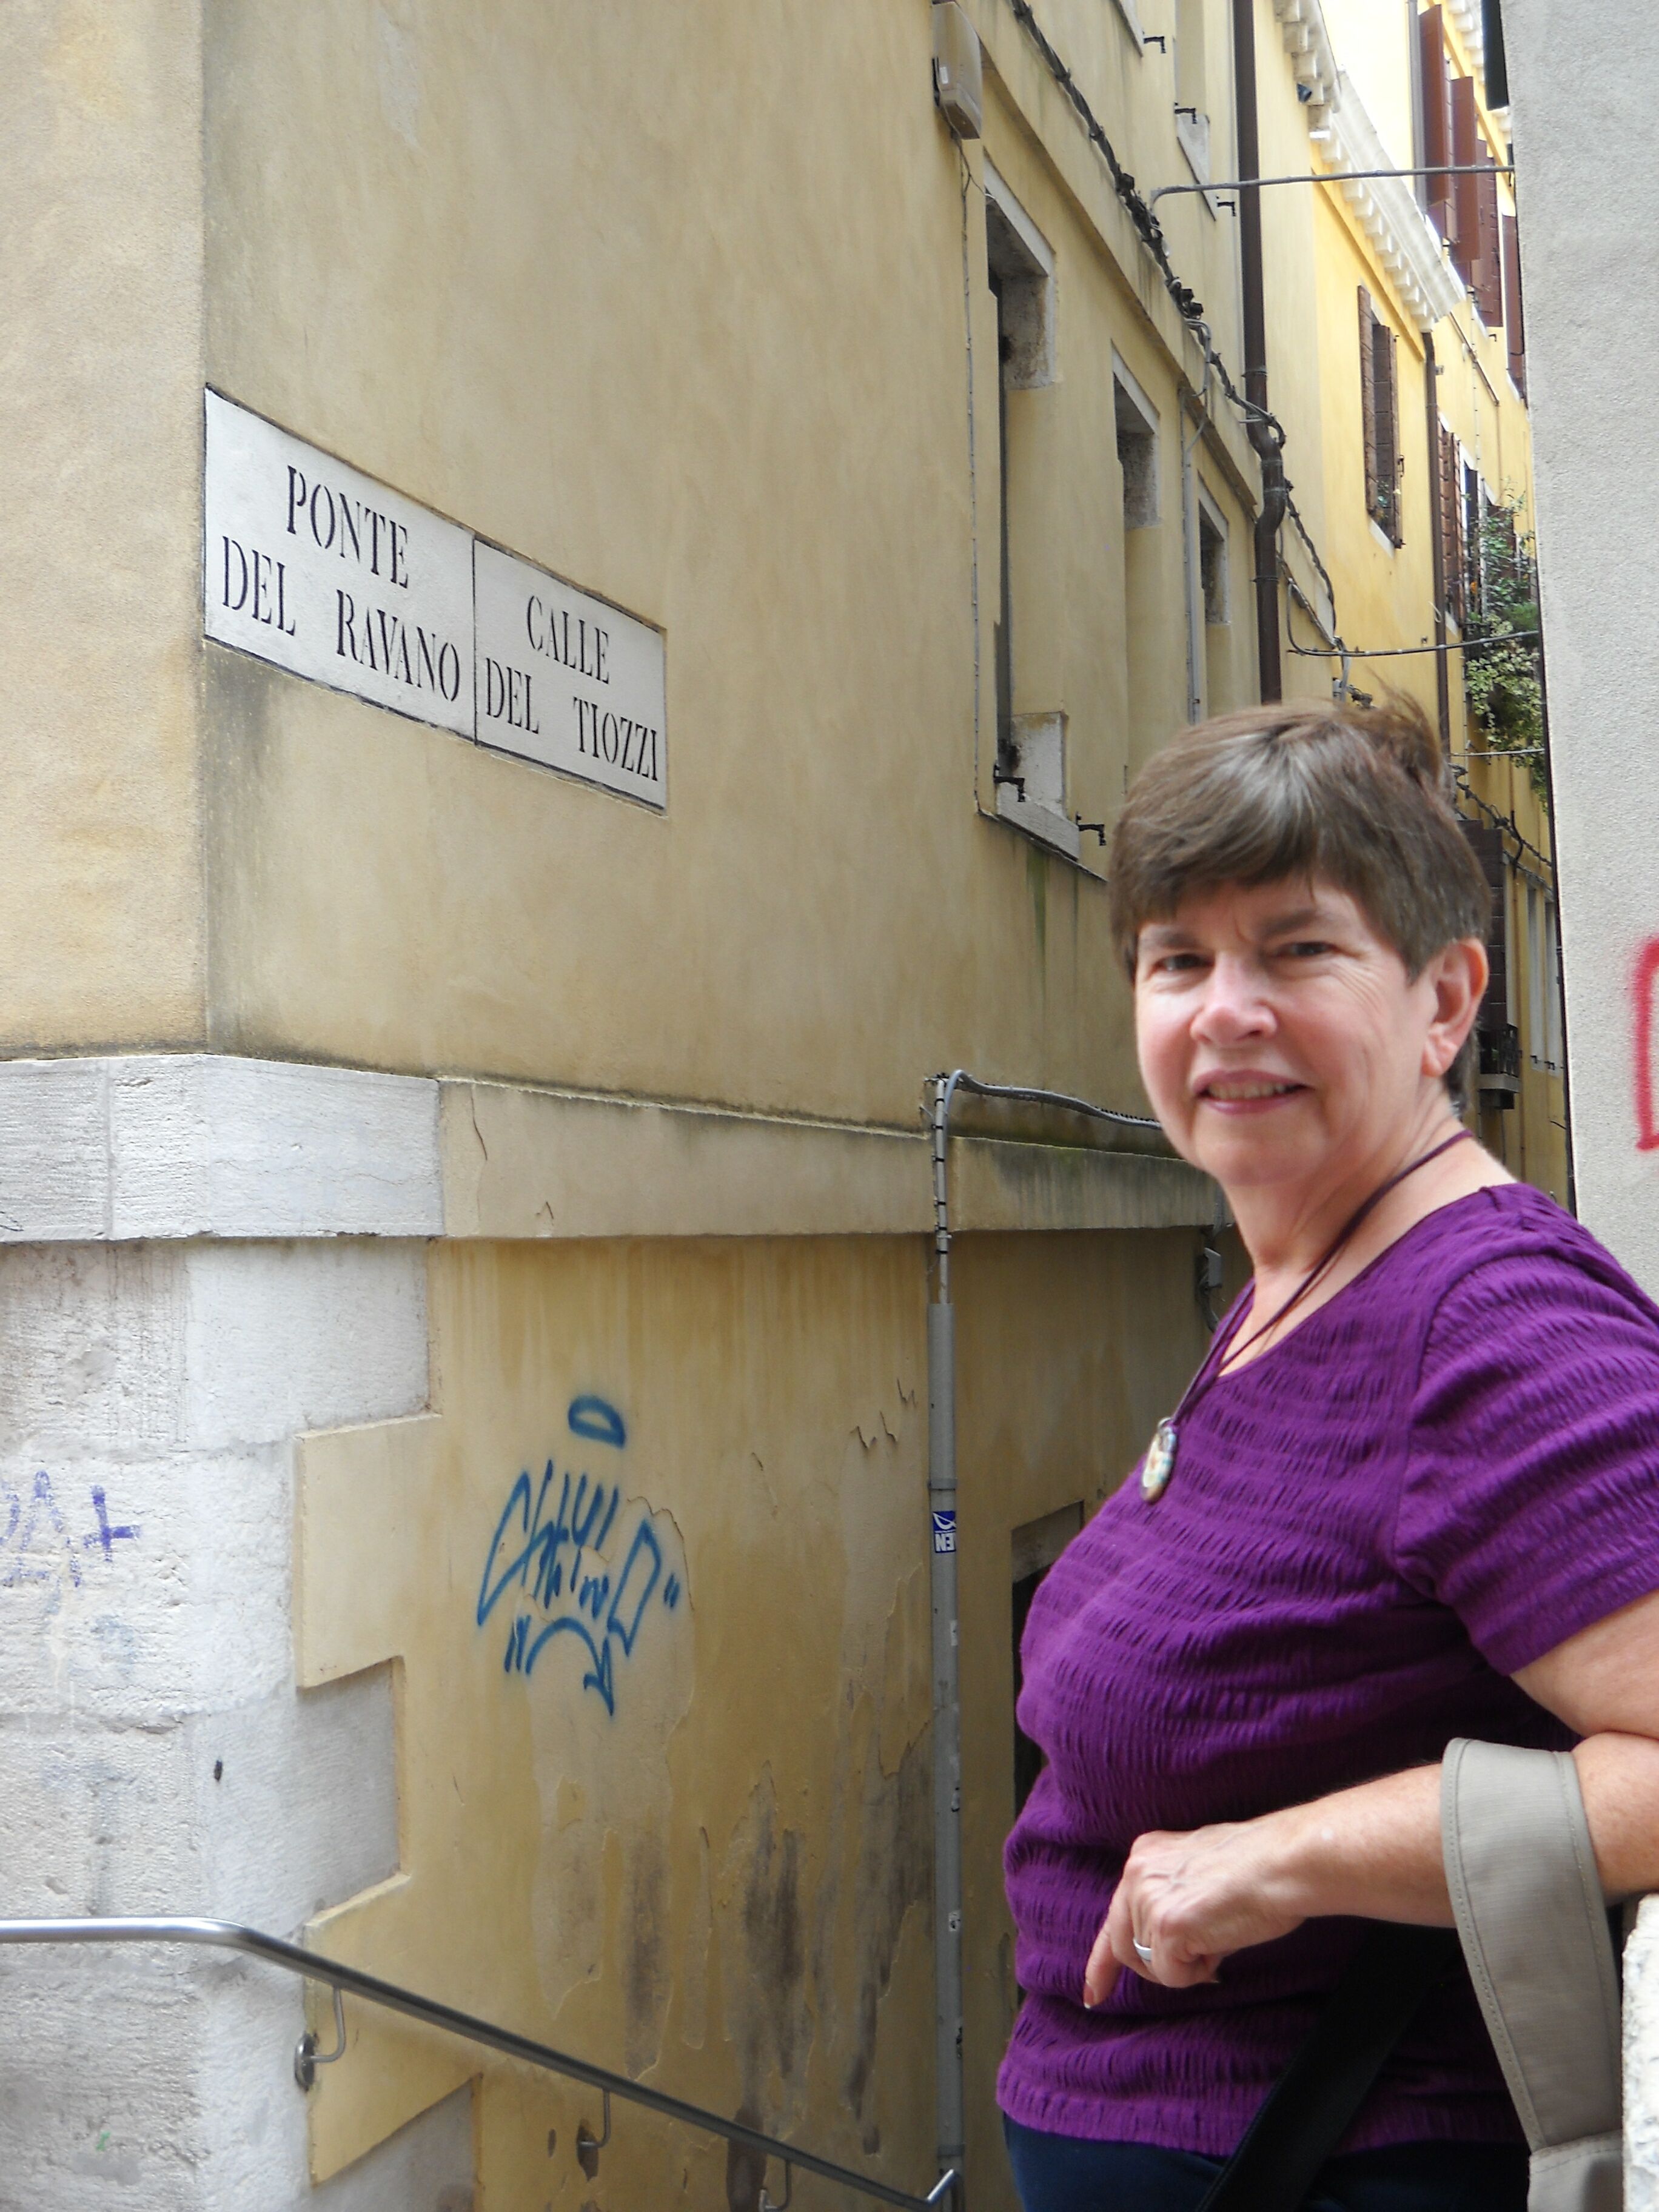 PONTE
DEL RAVANO
CALLE
DEL TIOZZI